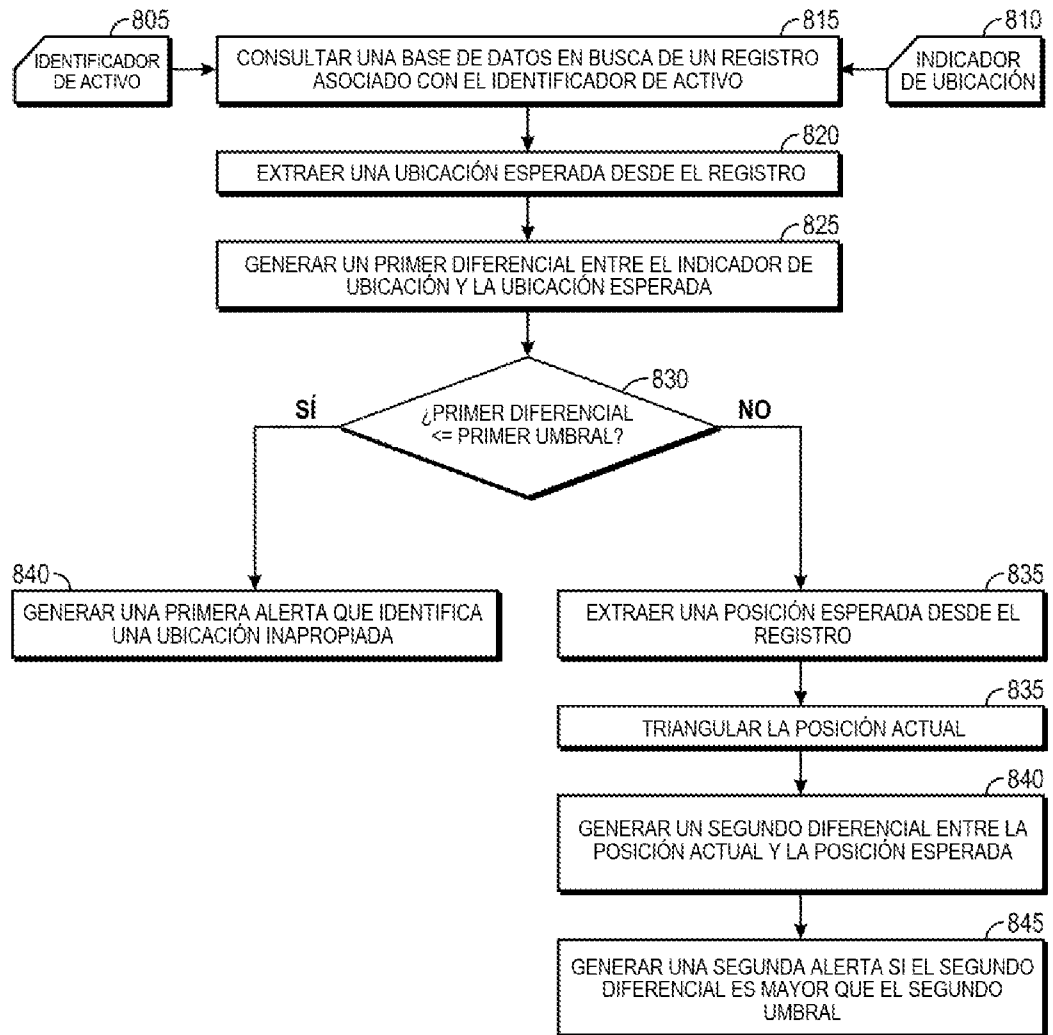 805
IDENTIFICADOR
DE ACTIVO
815
CONSULTAR UNA BASE DE DATOS EN BUSCA DE UN REGISTRO
ASOCIADO CON EL IDENTIFICADOR DE ACTIVO
810
INDICADOR
DE UBICACIÓN
820
EXTRAER UNA UBICACIÓN ESPERADA DESDE EL REGISTRO
825
GENERAR UN PRIMER DIFERENCIAL ENTRE EL INDICADOR DE
UBICACIÓN Y LA UBICACIÓN ESPERADA
830
¿PRIMER DIFERENCIAL
<= PRIMER UMBRAL?
SÍ
NO
840
GENERAR UNA PRIMERA ALERTA QUE IDENTIFICA
UNA UBICACIÓN INAPROPIADA
835
EXTRAER UNA POSICIÓN ESPERADA DESDE EL
REGISTRO
835
TRIANGULAR LA POSICIÓN ACTUAL
840
GENERAR UN SEGUNDO DIFERENCIAL ENTRE LA
POSICIÓN ACTUAL Y LA POSICIÓN ESPERADA
845
GENERAR UNA SEGUNDA ALERTA SI EL SEGUNDO
DIFERENCIAL ES MAYOR QUE EL SEGUNDO
UMBRAL